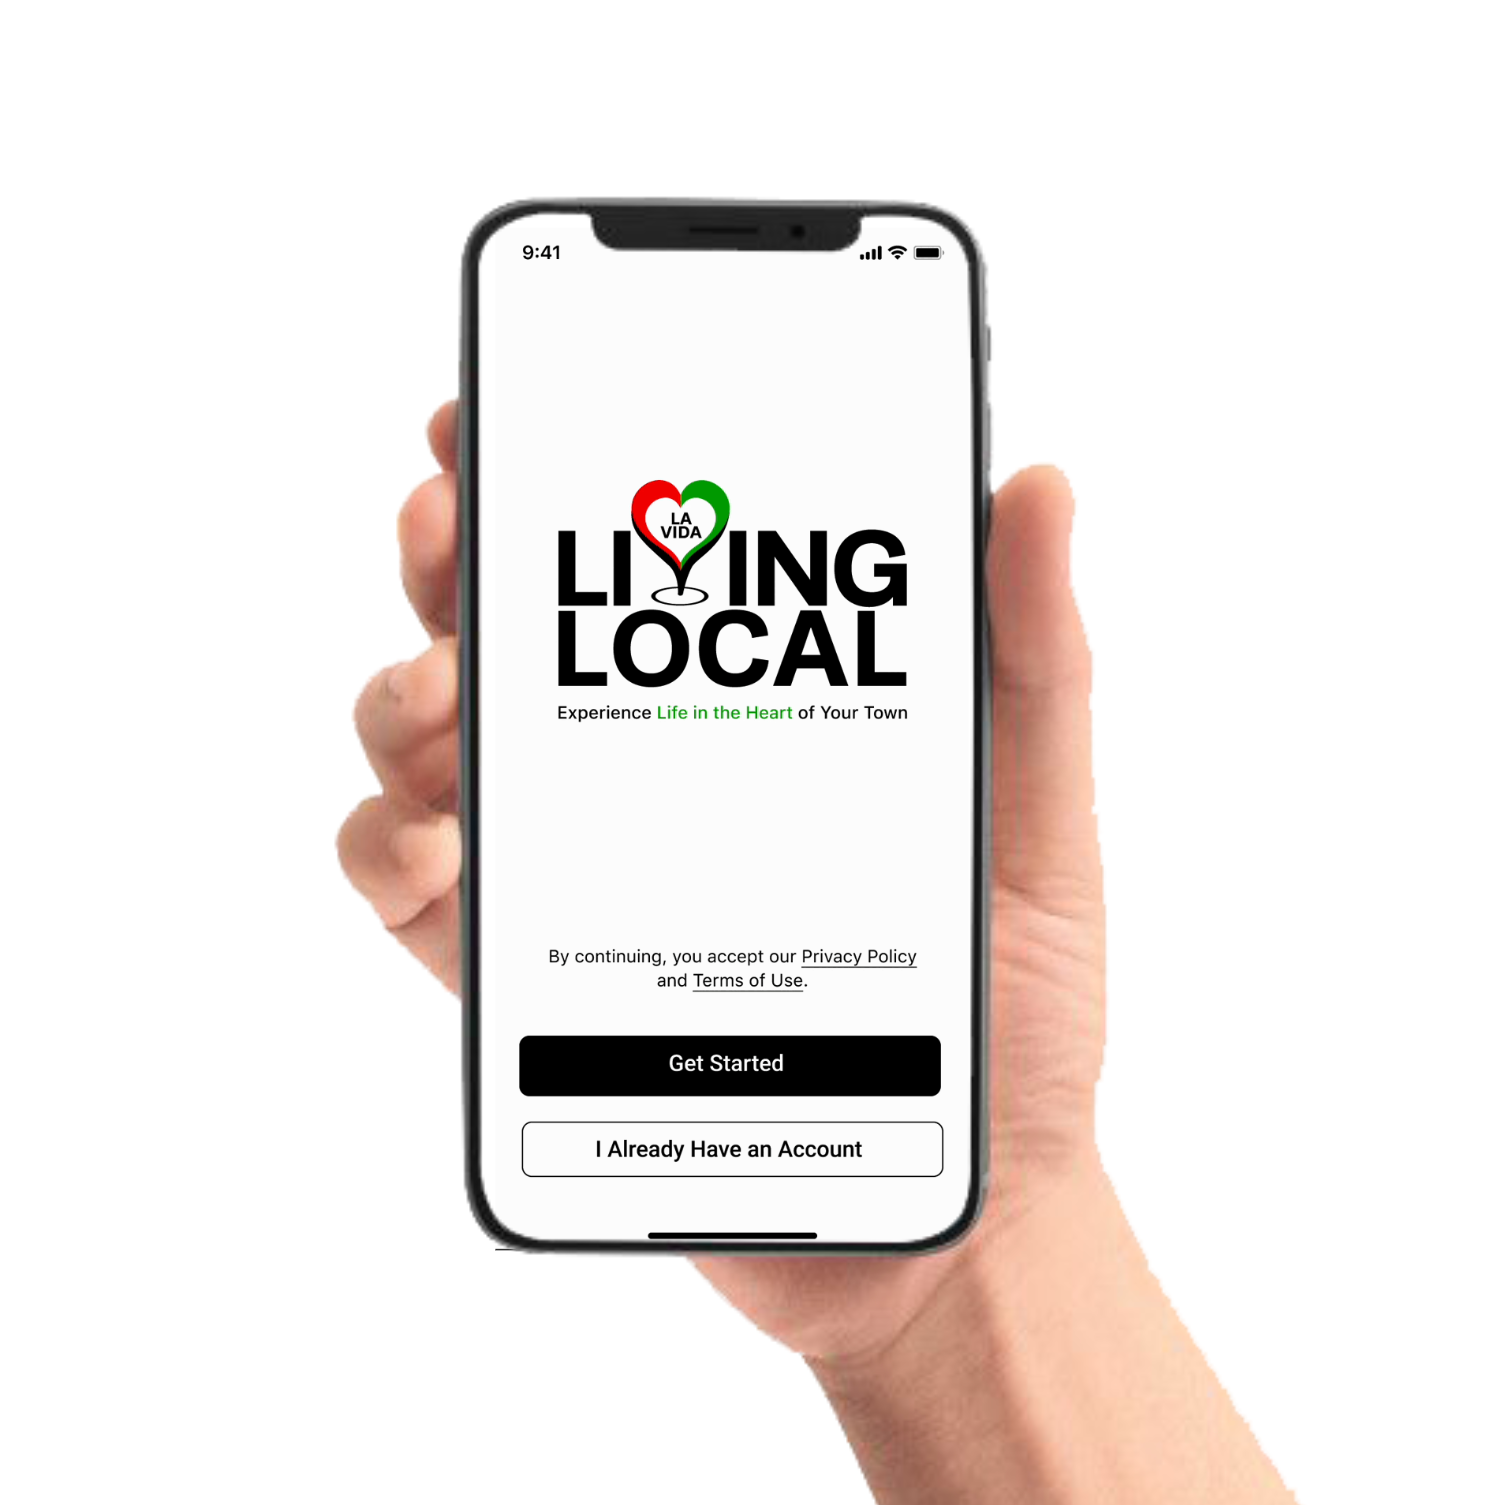 9:41
LA
VIDA
LIVING
LOCAL
Experience Life in the Heart of Your Town
By continuing, you accept our Privacy Policy
and Terms of Use.
Get Started
I Already Have an Account